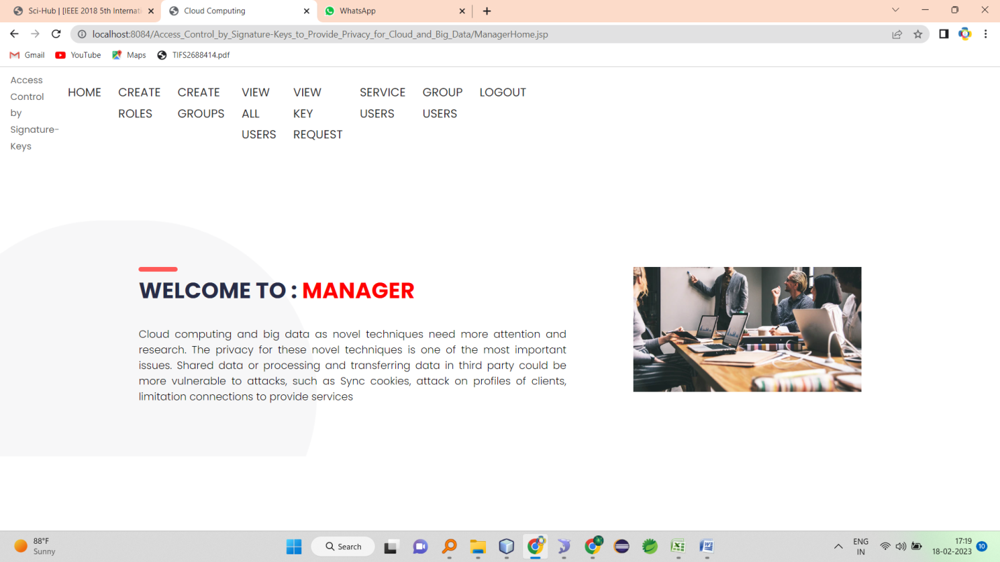 Sci-Hub | [IEEE 2018 5th Internati
Cloud Computing
WhatsApp
localhost:8084/Access_Control_by_Signature-Keys_to_Provide_Privacy_for_Cloud_and_Big_Data/ManagerHome.jsp
Gmail
YouTube
Maps
TIFS2688414.pdf
Access
Control
by
Signature-
Keys
HOME
CREATE
ROLES
CREATE
GROUPS
VIEW
ALL
USERS
VIEW
KEY
REQUEST
SERVICE
USERS
GROUP
USERS
LOGOUT
WELCOME TO : MANAGER
Cloud computing and big data as novel techniques need more attention and
research. The privacy for these novel techniques is one of the most important
issues. Shared data or processing and transferring data in third party could be
more vulnerable to attacks, such as Sync cookies, attack on profiles of clients,
limitation connections to provide services
88°F
Sunny
Search
ENG
IN
17:19
18-02-2023
10